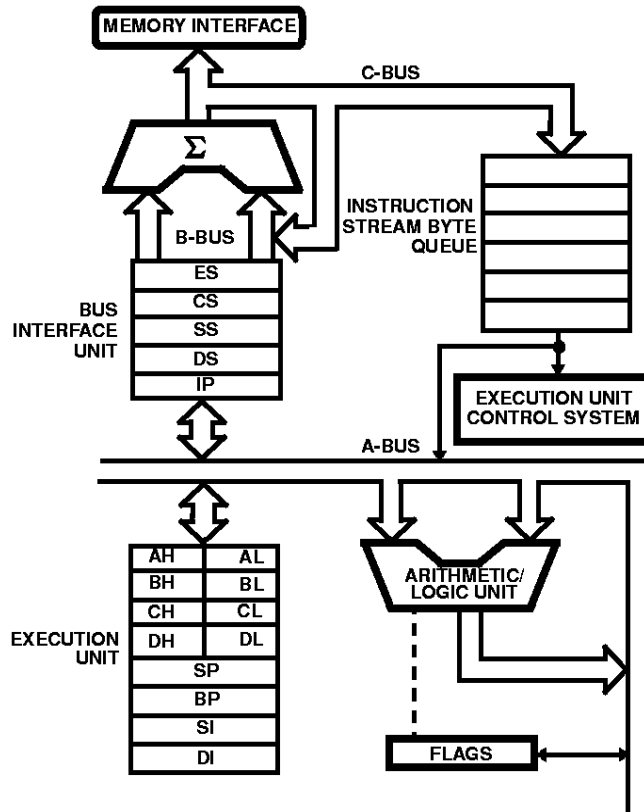 MEMORY INTERFACE
C-BUS
Σ
INSTRUCTION
STREAM BYTE
QUEUE
B-BUS
ES
CS
SS
DS
IP
BUS
INTERFACE
UNIT
EXECUTION UNIT
CONTROL SYSTEM
A-BUS
AH AL
BH BL
CH CL
DH DL
SP
BP
SI
DI
EXECUTION
UNIT
ARITHMETIC/
LOGIC UNIT
FLAGS